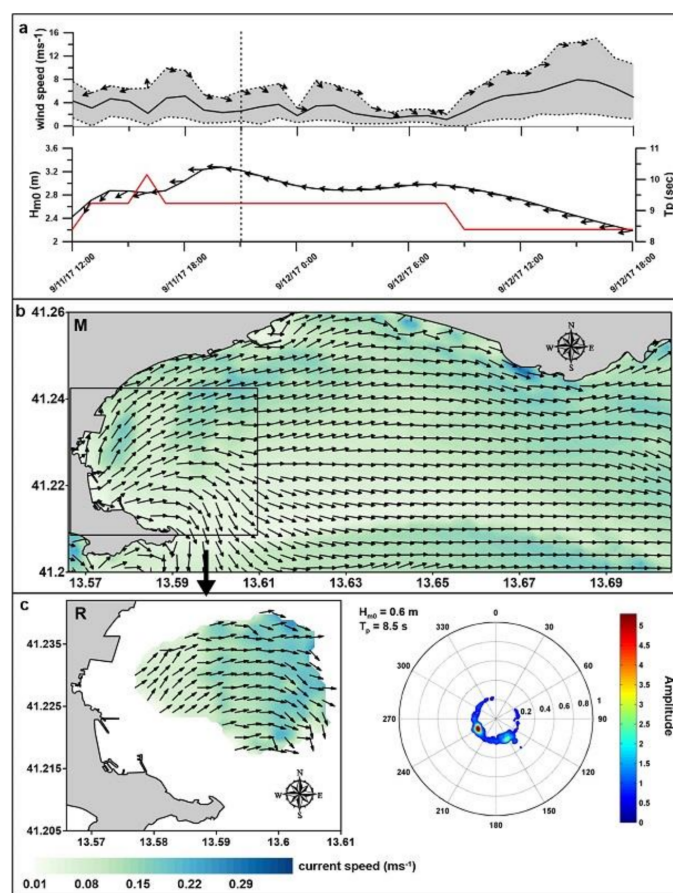 a
wind speed (ms⁻¹)
16
12
8
4
0
H_m0 (m)
3.6
3.2
2.8
2.4
2
Tp (sec)
11
10
9
8
9/11/17 12:00
9/11/17 18:00
9/12/17 0:00
9/12/17 6:00
9/12/17 12:00
9/12/17 18:00
b
M
N
W E
S
41.26
41.24
41.22
41.2
13.57 13.59 13.61 13.63 13.65 13.67 13.69
c
R
N
W E
S
41.235
41.225
41.215
41.205
13.57 13.58 13.59 13.6 13.61
H_m0 = 0.6 m
T_p = 8.5 s
0
30
60
90
120
150
180
210
240
270
300
330
0.2 0.4 0.6 0.8 1
Amplitude
5
4.5
4
3.5
3
2.5
2
1.5
1
0.5
0
current speed (ms⁻¹)
0.01 0.08 0.15 0.22 0.29